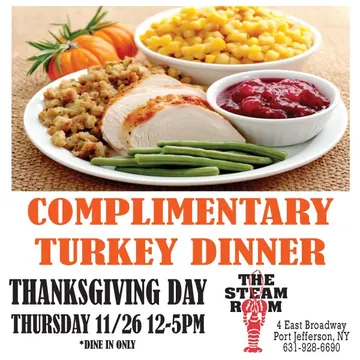 COMPLIMENTARY
TURKEY DINNER
THANKSGIVING DAY
THURSDAY 11/26 12-5PM
*DINE IN ONLY
THE
STEAM
ROOM
4 East Broadway
Port Jefferson, NY
631-928-6690